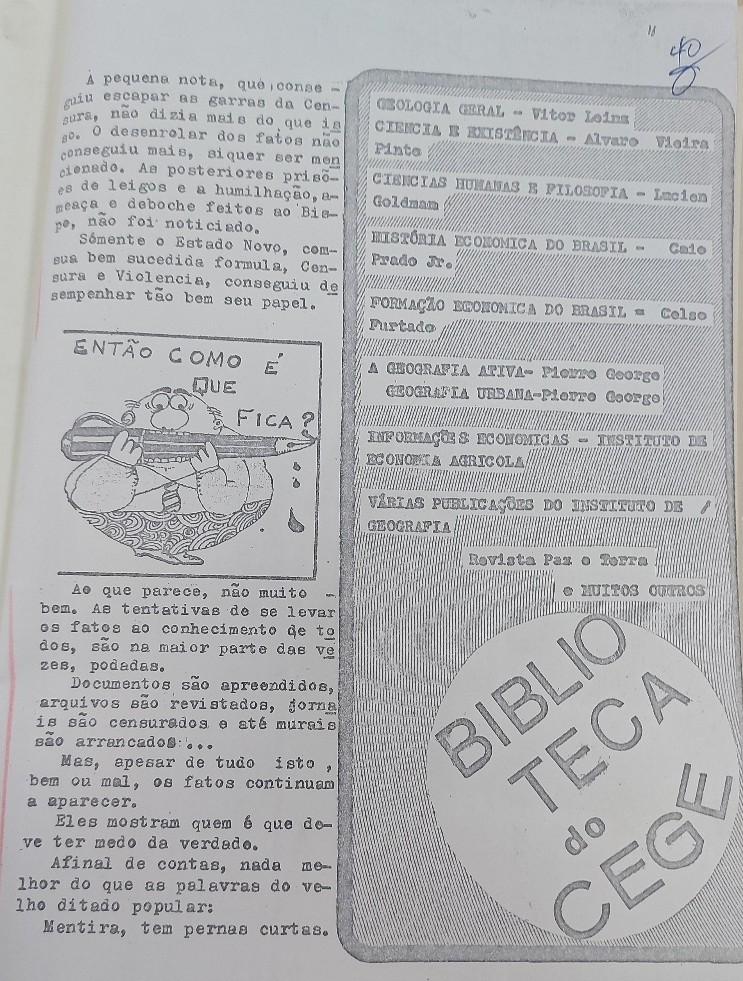 11
40
A pequena nota, que conse -
guiu escapar as garras da Cen-
sura, não dizia mais do que is
so. O desenrolar dos fatos não
conseguiu mais, siquer ser men
cionado. As posteriores prisõ-
es de leigos e a humilhação,a-
meaça e deboche feitos ao Bis-
po, não foi noticiado.
Sómente o Estado Novo, com-
sua bem sucedida formula, Cen-
sura e Violencia, conseguiu de
sempenhar tão bem seu papel.
ENTÃO COMO É
QUE
FICA?
Ao que parece, não muito -
bem. As tentativas de se levar
os fatos ao conhecimento de to
dos, são na maior parte das ve
zes, podadas.
Documentos são apreendidos,
arquivos são revistados, jorna
is são censurados e até murais
são arrancados ...
Mas, apesar de tudo isto ,
bem ou mal, os fatos continuam
a aparecer.
Eles mostram quem é que de-
ve ter medo da verdade.
Afinal de contas, nada me-
lhor do que as palavras do ve-
lho ditado popular:
Mentira, tem pernas curtas.
GEOLOGIA GERAL - Vitor Leinz
CIENCIA E EXISTÊNCIA - Alvaro Vieira
Pinto
CIENCIAS HUMANAS E FILOSOFIA - Lucien
Goldmam
HISTÓRIA ECONOMICA DO BRASIL - Caio
Prado Jr.
FORMAÇÃO ECONOMICA DO BRASIL - Celso
Furtado
A GEOGRAFIA ATIVA- Pierre George
GEOGRAFIA URBANA-Pierre George
INFORMAÇÕES ECONOMICAS - INSTITUTO DE
ECONOMIA AGRICOLA
VÁRIAS PUBLICAÇÕES DO INSTITUTO DE /
GEOGRAFIA
Revista Paz e Terra
e MUITOS OUTROS
BIBLIO
TECA
do
CEGE